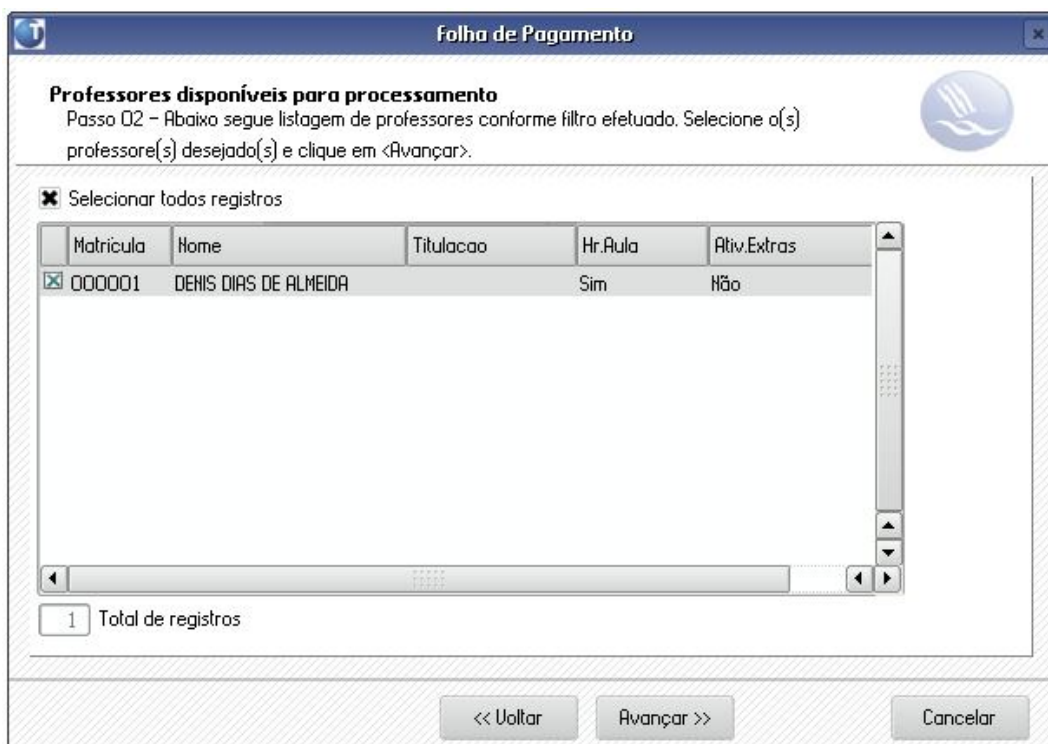 Folha de Pagamento
Professores disponíveis para processamento
Passo 02 - Abaixo segue listagem de professores conforme filtro efetuado. Selecione o(s)
professore(s) desejado(s) e clique em <Avançar>.
Selecionar todos registros
Matrícula Nome Titulacao Hr.Aula Ativ.Extras
000001 DENIS DIAS DE ALMEIDA Sim Não
1 Total de registros
<< Voltar Avançar >> Cancelar